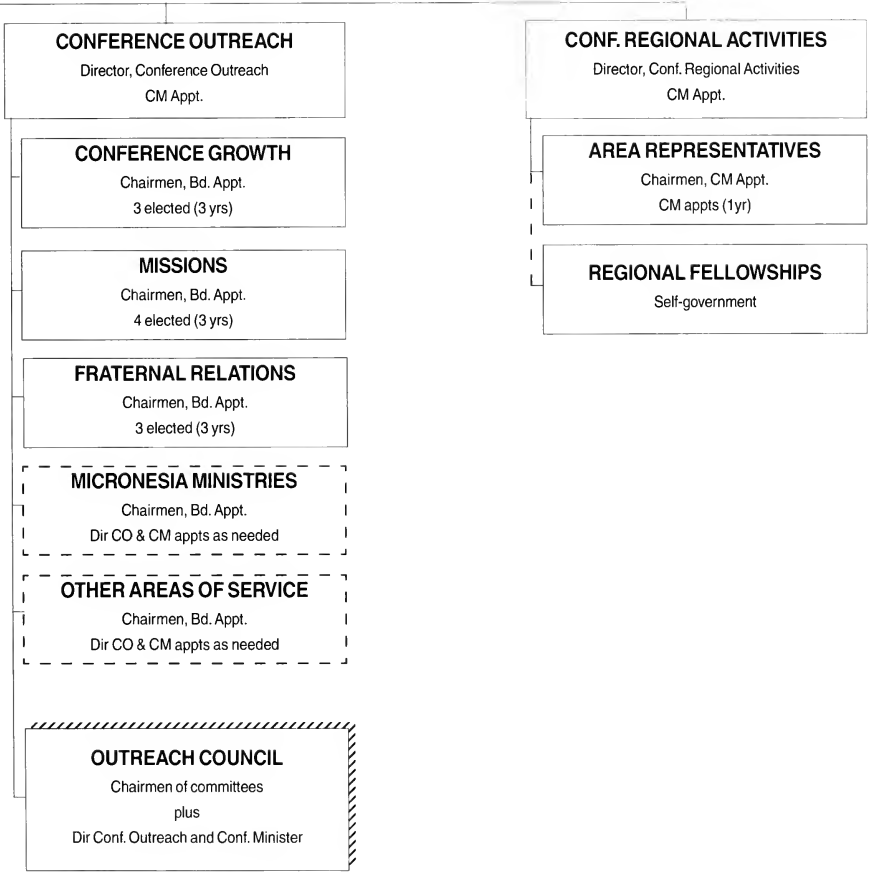 CONFERENCE OUTREACH
Director, Conference Outreach
CM Appt.
CONFERENCE GROWTH
Chairmen, Bd. Appt.
3 elected (3 yrs)
MISSIONS
Chairmen, Bd. Appt.
4 elected (3 yrs)
FRATERNAL RELATIONS
Chairmen, Bd. Appt.
3 elected (3 yrs)
MICRONESIA MINISTRIES
Chairmen, Bd. Appt.
Dir CO & CM appts as needed
OTHER AREAS OF SERVICE
Chairmen, Bd. Appt.
Dir CO & CM appts as needed
OUTREACH COUNCIL
Chairmen of committees
plus
Dir Conf. Outreach and Conf. Minister
CONF. REGIONAL ACTIVITIES
Director, Conf. Regional Activities
CM Appt.
AREA REPRESENTATIVES
Chairmen, CM Appt.
CM appts (1yr)
REGIONAL FELLOWSHIPS
Self-government